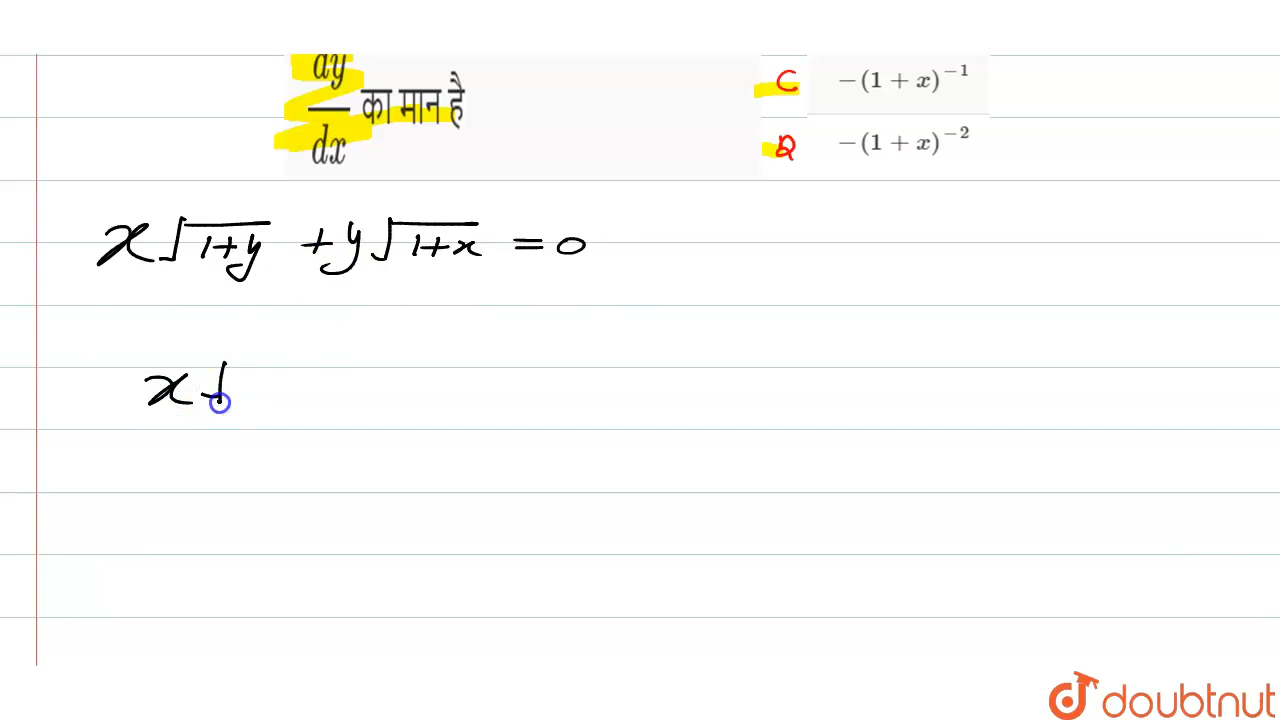 dy/dx का मान है
C -(1 + x)^{-1}
D -(1 + x)^{-2}
x√(1+y) + y√(1+x) = 0
x
doubtnut